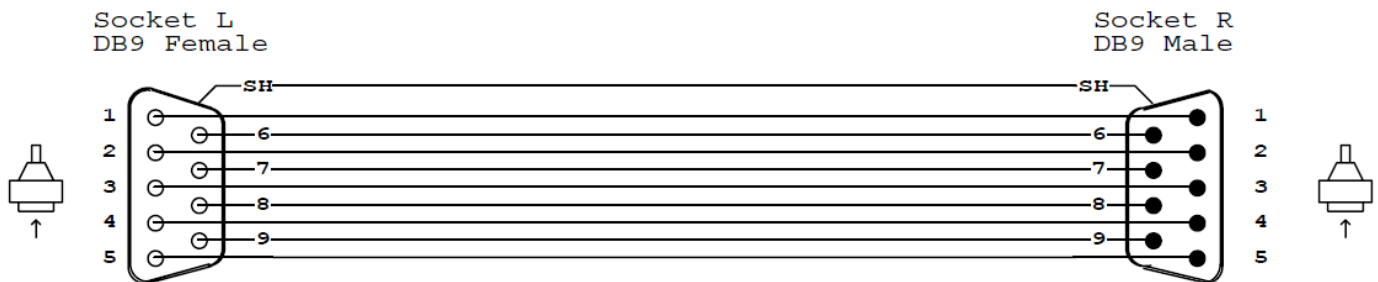 Socket L
DB9 Female
Socket R
DB9 Male
SH SH
1 1
6 6
2 2
7 7
3 3
8 8
4 4
9 9
5 5